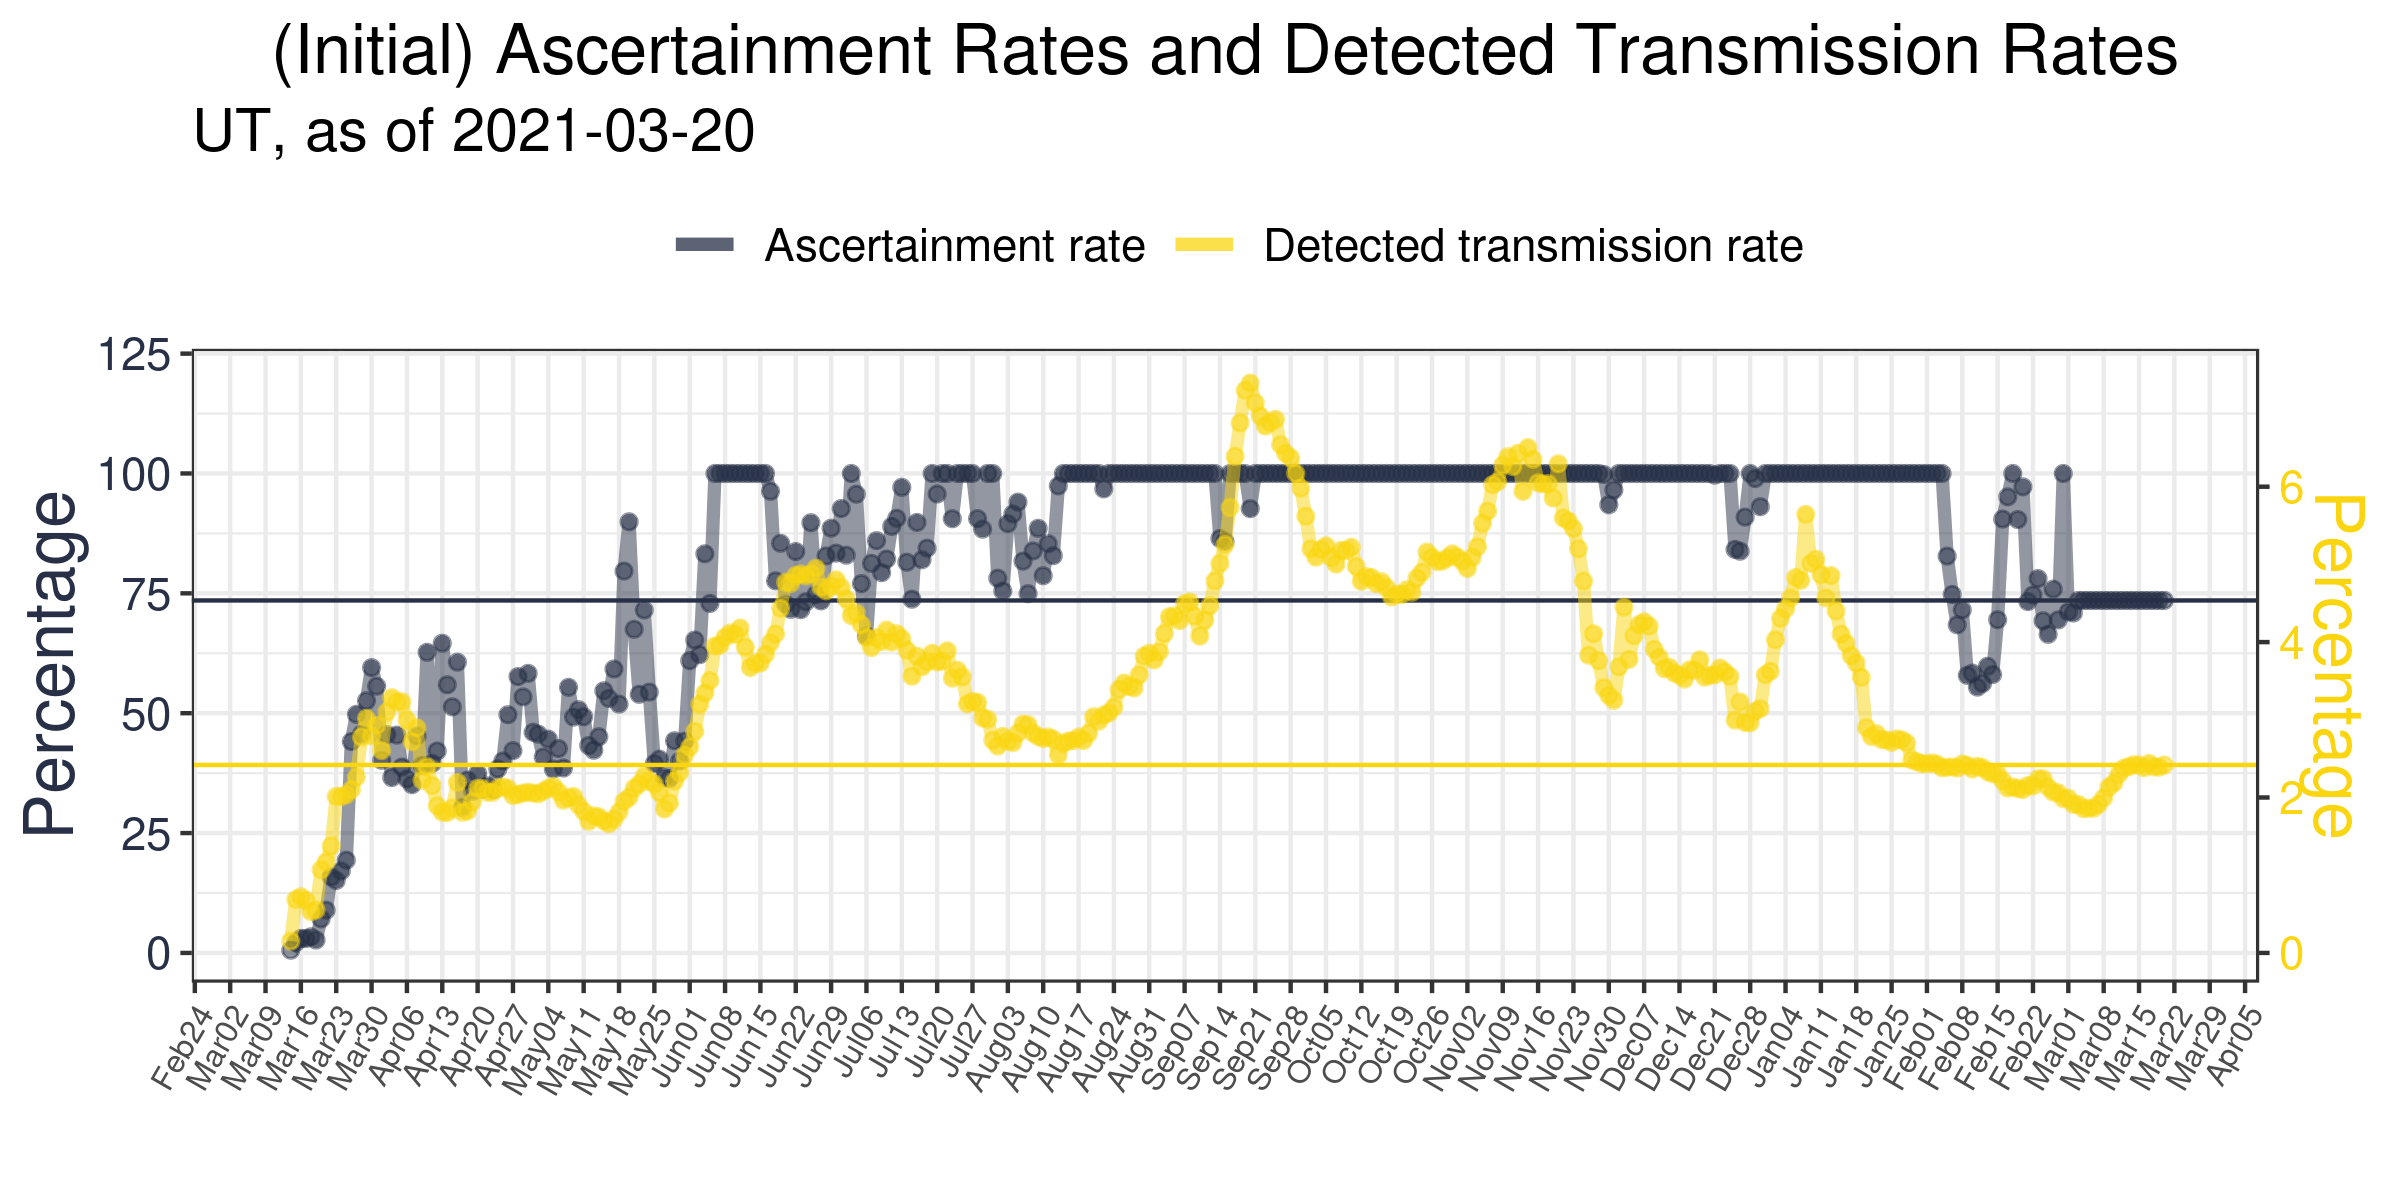 (Initial) Ascertainment Rates and Detected Transmission Rates
UT, as of 2021-03-20
Ascertainment rate
Detected transmission rate
Percentage
125
100
75
50
25
0
6
4
2
0
Percentage
Feb24
Mar02
Mar09
Mar16
Mar23
Mar30
Apr06
Apr13
Apr20
Apr27
May04
May11
May18
May25
Jun01
Jun08
Jun15
Jun22
Jun29
Jul06
Jul13
Jul20
Jul27
Aug03
Aug10
Aug17
Aug24
Aug31
Sep07
Sep14
Sep21
Sep28
Oct05
Oct12
Oct19
Oct26
Nov02
Nov09
Nov16
Nov23
Nov30
Dec07
Dec14
Dec21
Dec28
Jan04
Jan11
Jan18
Jan25
Feb01
Feb08
Feb15
Feb22
Mar01
Mar08
Mar15
Mar22
Mar29
Apr05